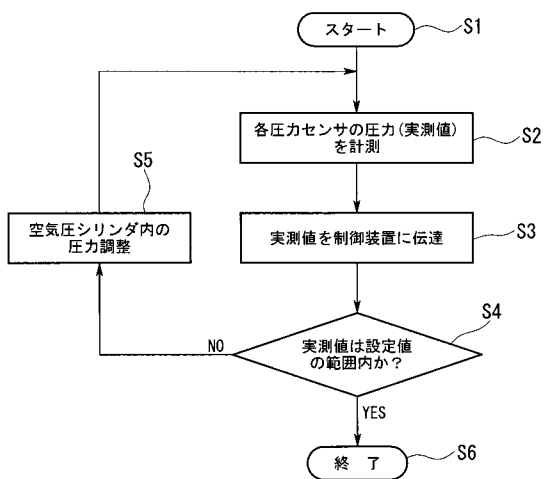 スタート
S1
各圧力センサの圧力(実測値)
を計測
S2
S5
空気圧シリンダ内の
圧力調整
実測値を制御装置に伝達
S3
S4
実測値は設定値
の範囲内か?
NO
YES
終 了
S6